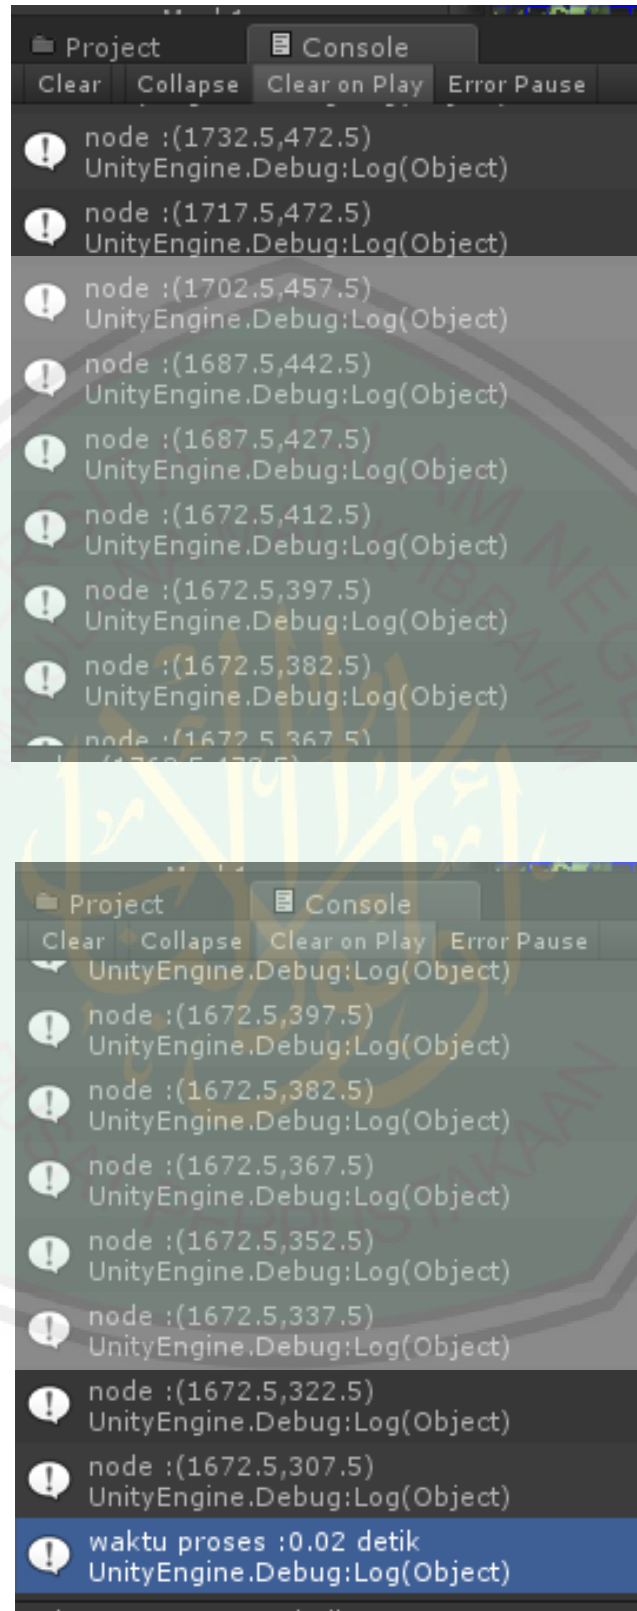 Project Console
Clear Collapse Clear on Play Error Pause
node :(1732.5,472.5)
UnityEngine.Debug:Log(Object)
node :(1717.5,472.5)
UnityEngine.Debug:Log(Object)
node :(1702.5,457.5)
UnityEngine.Debug:Log(Object)
node :(1687.5,442.5)
UnityEngine.Debug:Log(Object)
node :(1687.5,427.5)
UnityEngine.Debug:Log(Object)
node :(1672.5,412.5)
UnityEngine.Debug:Log(Object)
node :(1672.5,397.5)
UnityEngine.Debug:Log(Object)
node :(1672.5,382.5)
UnityEngine.Debug:Log(Object)
node :(1672.5,367.5)
Project Console
Clear Collapse Clear on Play Error Pause
UnityEngine.Debug:Log(Object)
node :(1672.5,397.5)
UnityEngine.Debug:Log(Object)
node :(1672.5,382.5)
UnityEngine.Debug:Log(Object)
node :(1672.5,367.5)
UnityEngine.Debug:Log(Object)
node :(1672.5,352.5)
UnityEngine.Debug:Log(Object)
node :(1672.5,337.5)
UnityEngine.Debug:Log(Object)
node :(1672.5,322.5)
UnityEngine.Debug:Log(Object)
node :(1672.5,307.5)
UnityEngine.Debug:Log(Object)
waktu proses :0.02 detik
UnityEngine.Debug:Log(Object)